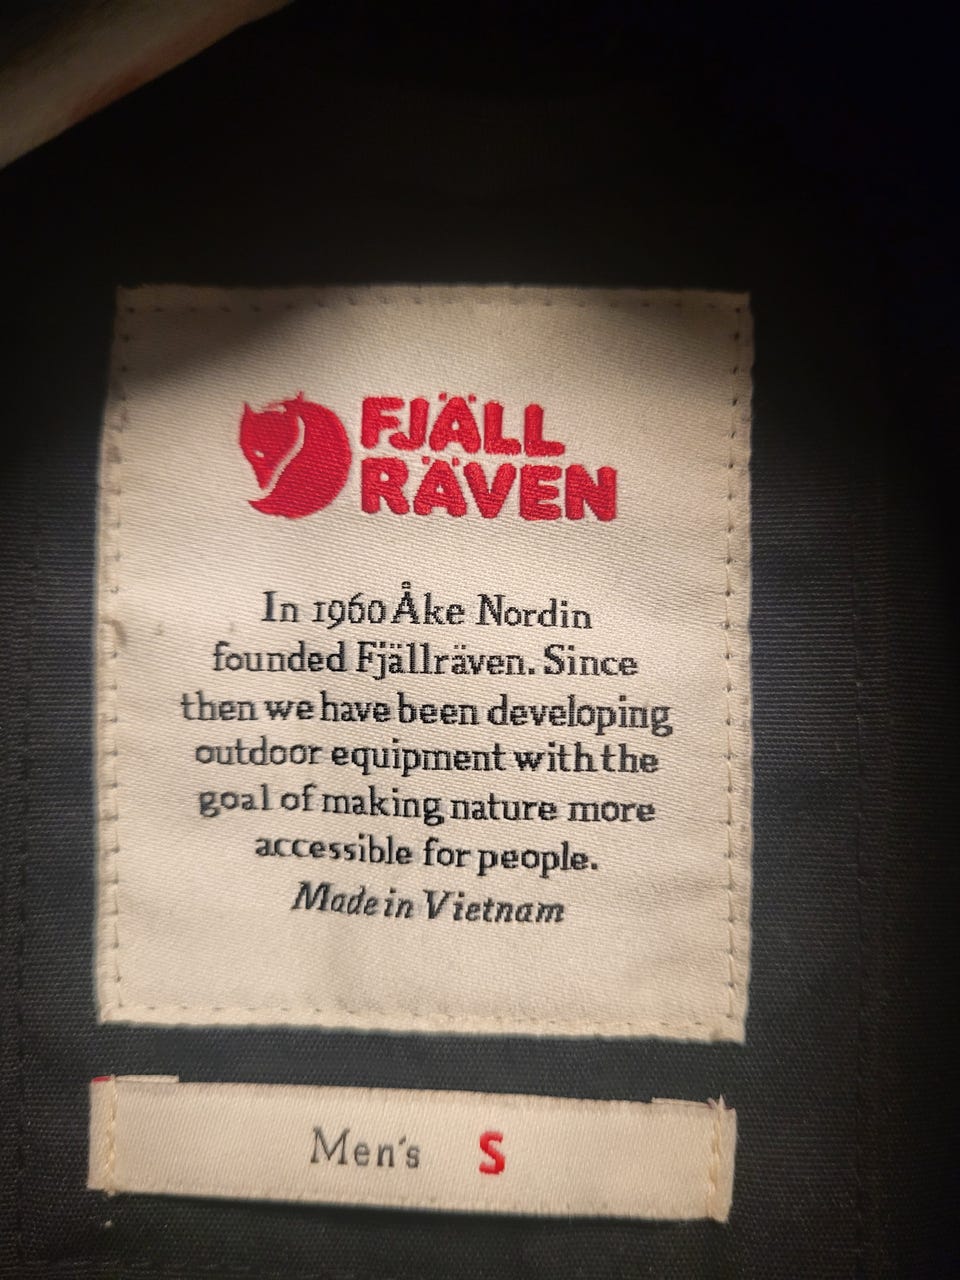 FJÄLL
RÄVEN
In 1960 Åke Nordin
founded Fjällräven. Since
then we have been developing
outdoor equipment with the
goal of making nature more
accessible for people.
Made in Vietnam
Men's S